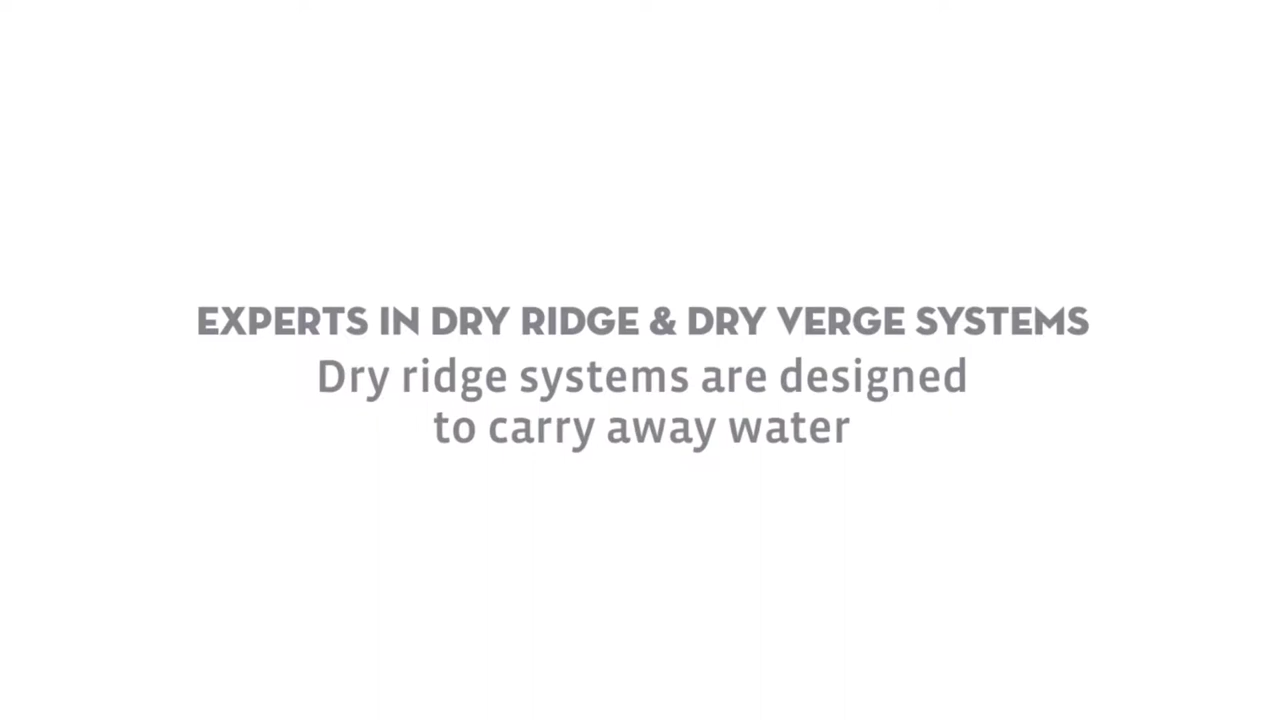 EXPERTS IN DRY RIDGE & DRY VERGE SYSTEMS
Dry ridge systems are designed
to carry away water